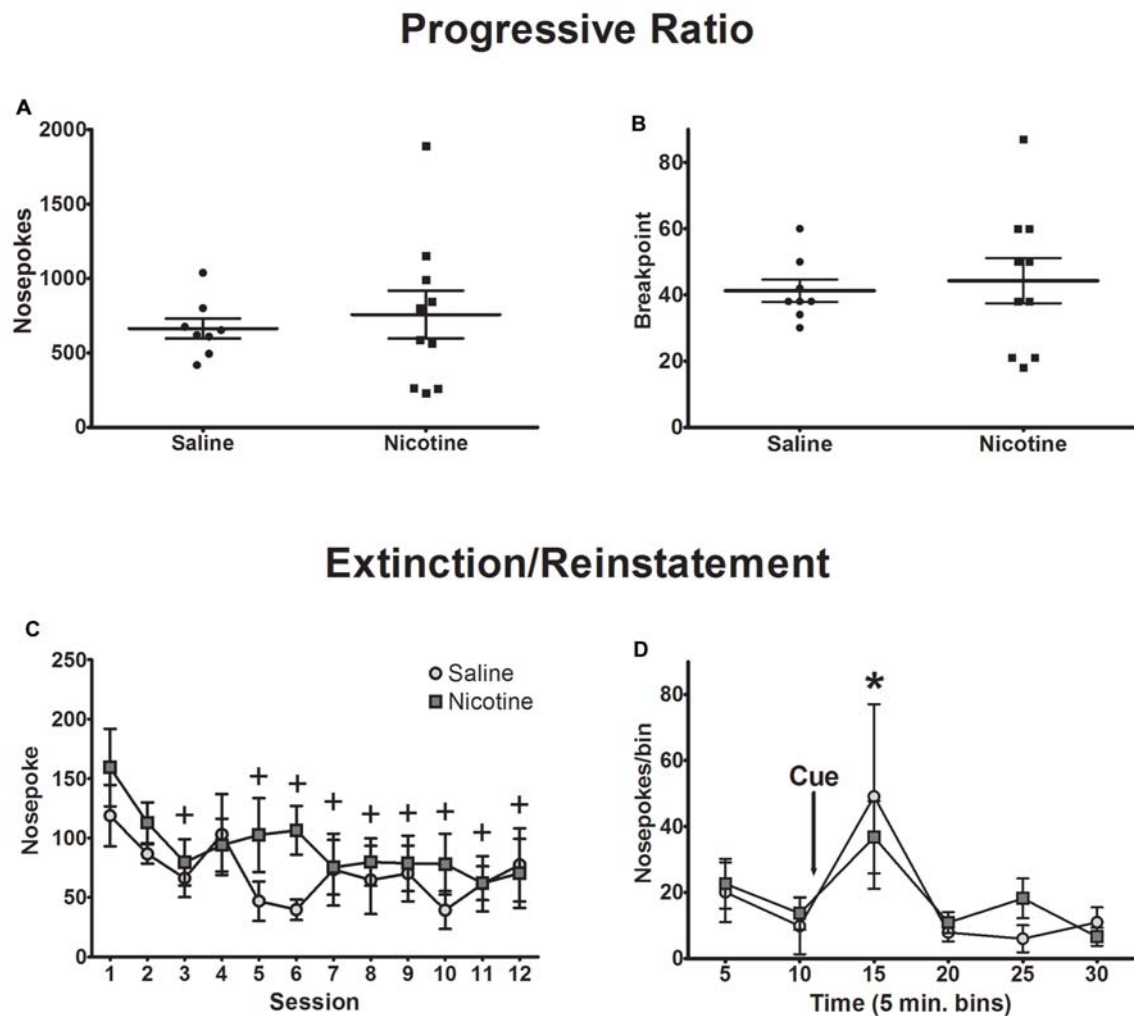 Progressive Ratio
A
Nosepokes
2000
1500
1000
500
0
Saline Nicotine
B
Breakpoint
80
60
40
20
0
Saline Nicotine
Extinction/Reinstatement
C
Nosepoke
250
200
150
100
50
0
Saline
Nicotine
+ + + + + + + + +
1 2 3 4 5 6 7 8 9 10 11 12
Session
D
Nosepokes/bin
80
60
40
20
0
*
Cue
5 10 15 20 25 30
Time (5 min. bins)